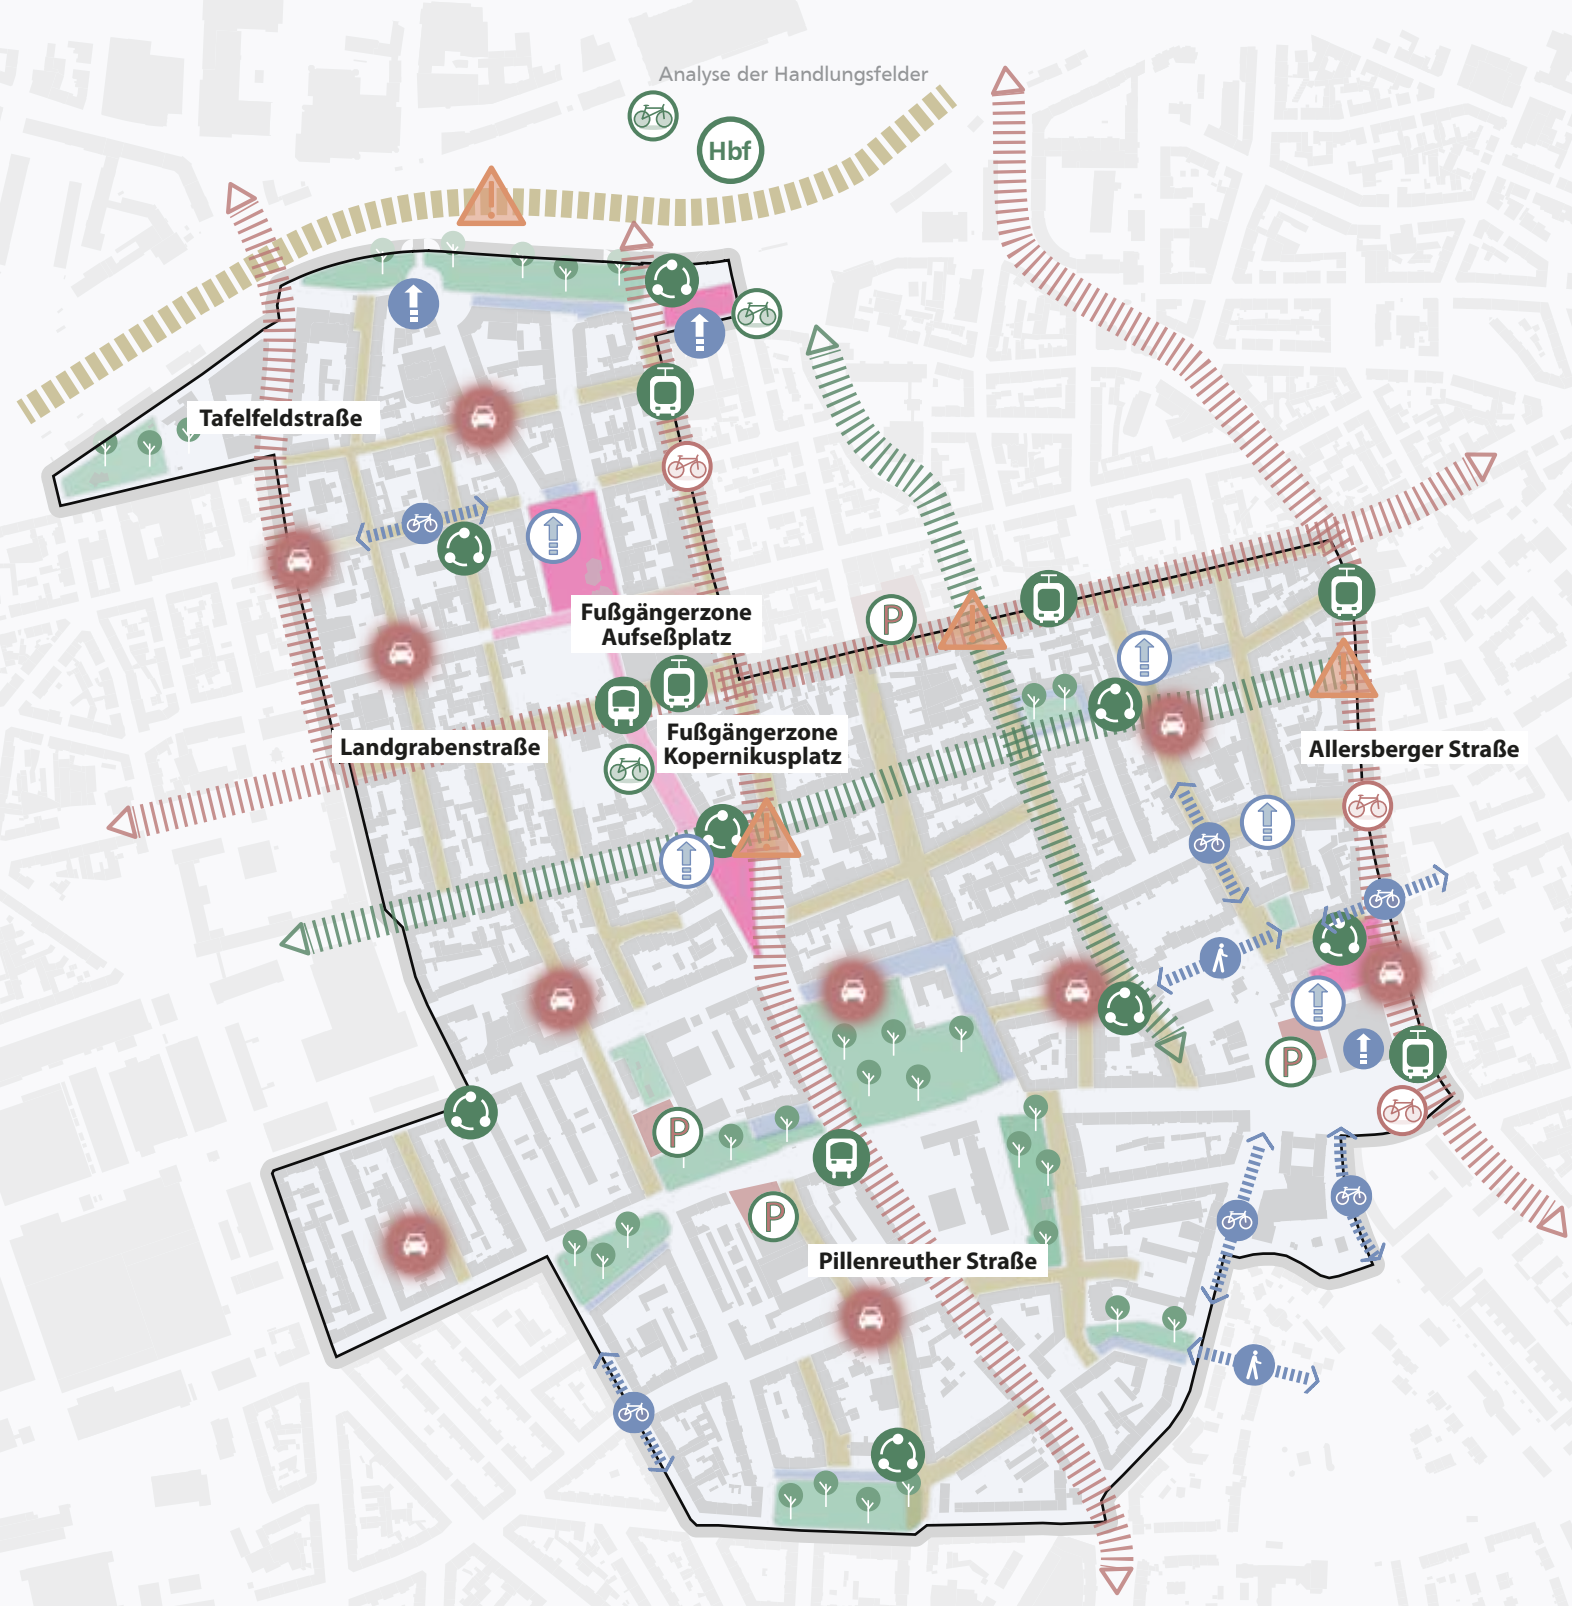 Analyse der Handlungsfelder
Hbf
Tafelfeldstraße
Fußgängerzone
Aufseßplatz
P
Fußgängerzone
Kopernikusplatz
Landgrabenstraße
Allersberger Straße
P
P
P
Pillenreuther Straße